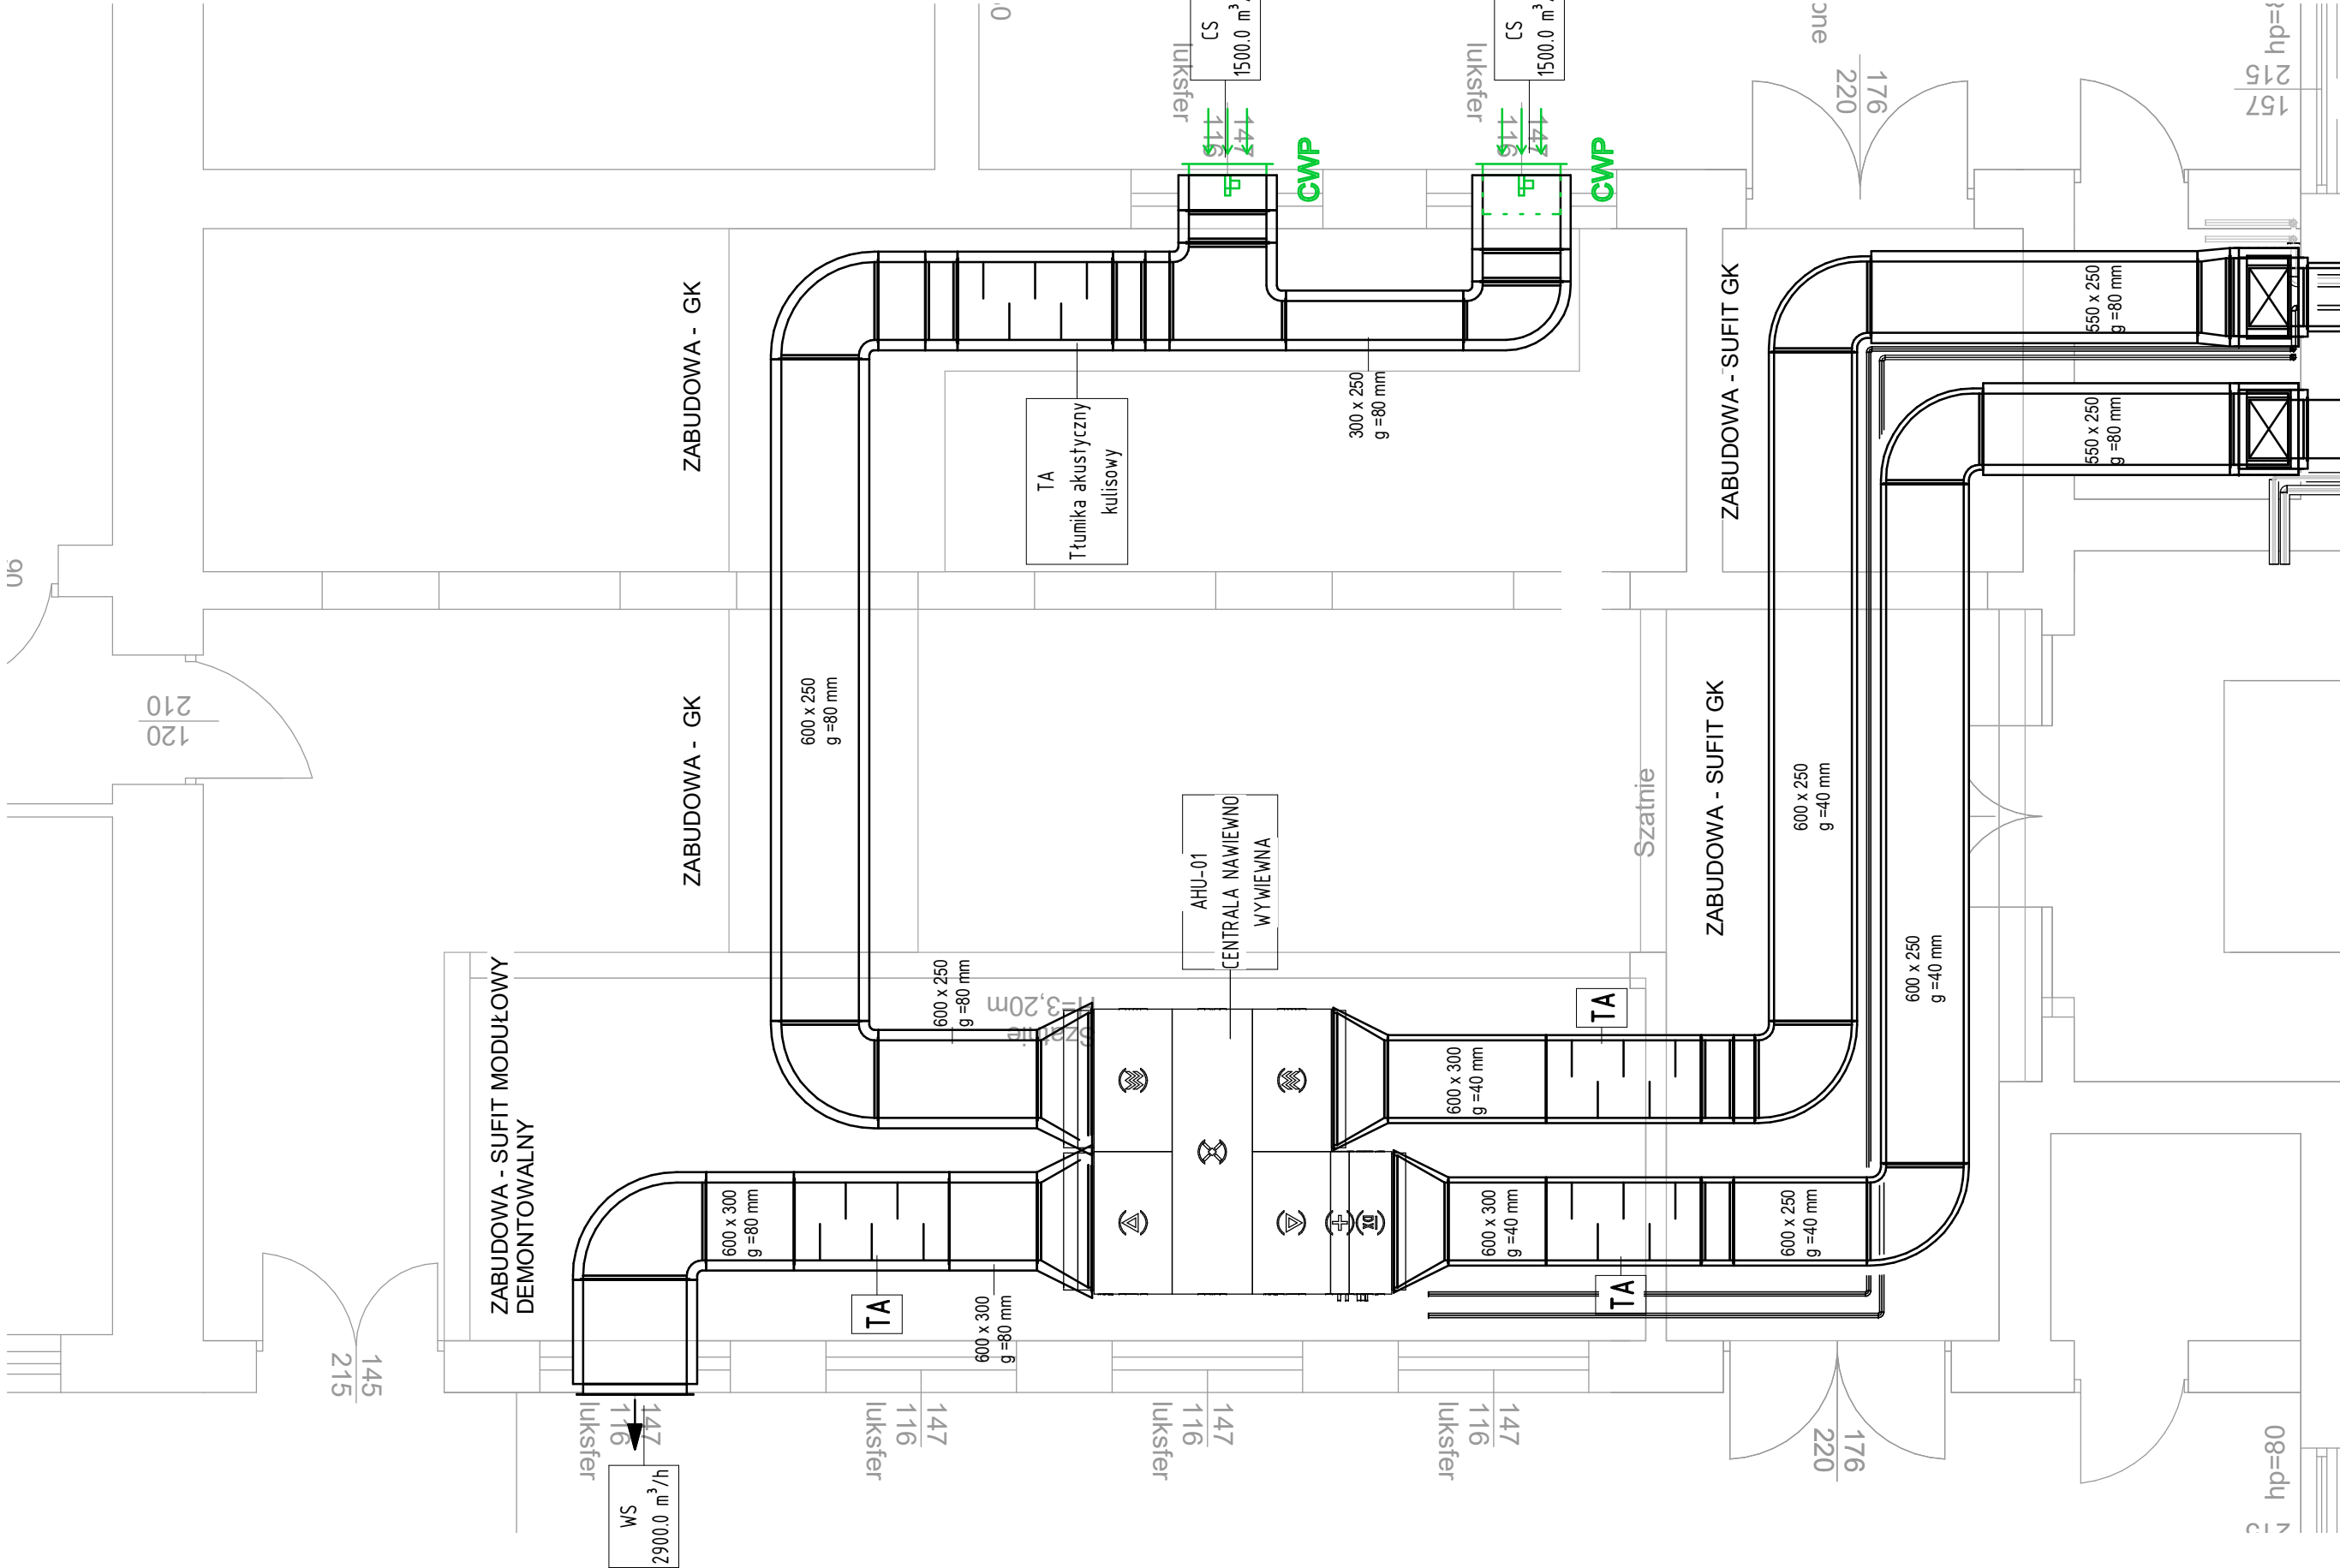 CS
1500.0 m³
CS
1500.0 m³
luksfer
147
116
luksfer
147
116
CWP
CWP
176
220
157
215
ZABUDOWA - GK
TA
Tłumika akustyczny
kulisowy
300 x 250
g =80 mm
ZABUDOWA - SUFIT GK
550 x 250
g =80 mm
550 x 250
g =80 mm
120
210
ZABUDOWA - GK
600 x 250
g =80 mm
AHU-01
CENTRALA NAWIEWNO
WYWIEWNA
Szatnie
ZABUDOWA - SUFIT GK
600 x 250
g =40 mm
600 x 250
g =40 mm
ZABUDOWA - SUFIT MODUŁOWY
DEMONTOWALNY
600 x 250
g =80 mm
Szatnie
H=3,20m
TA
600 x 300
g =40 mm
600 x 300
g =80 mm
DX
600 x 300
g =40 mm
600 x 250
g =40 mm
TA
600 x 300
g =80 mm
TA
145
215
luksfer
147
116
luksfer
147
116
luksfer
147
116
luksfer
147
116
176
220
hp=80
WS
2900.0 m³/h